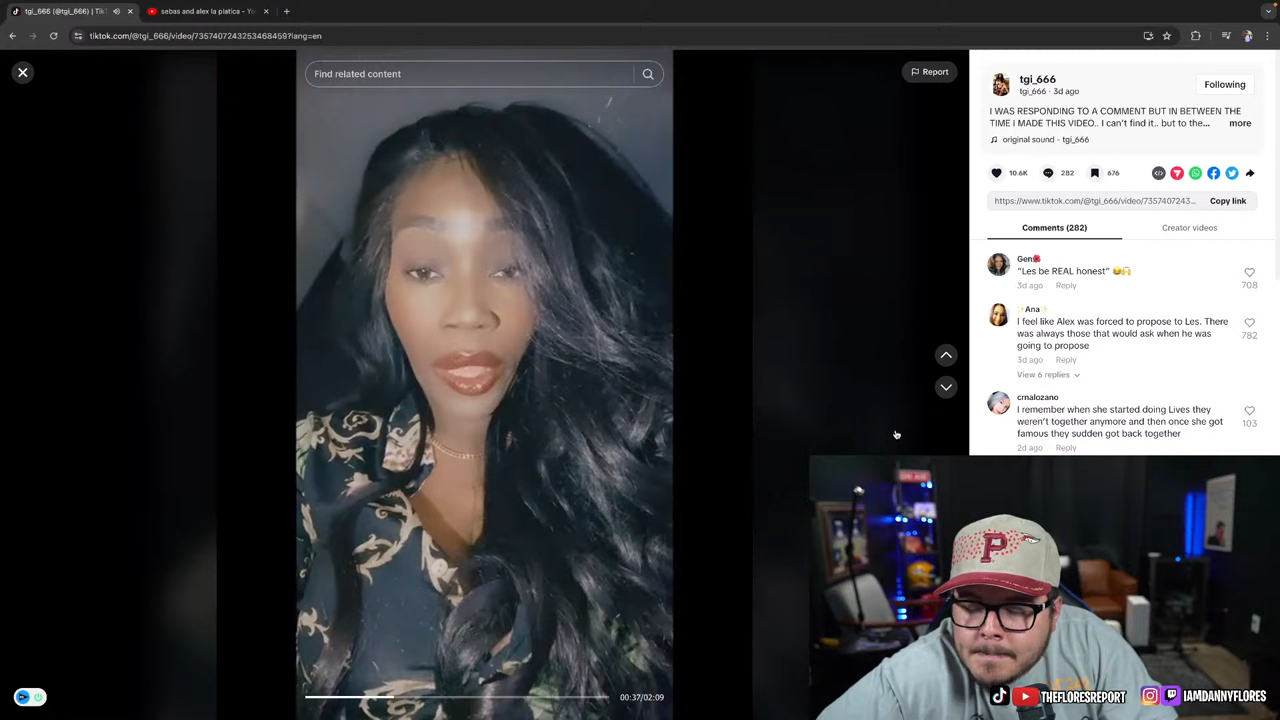 tgi_666 (@tgi_666) | Tik
sebas and alex la platica - Yo
tiktok.com/@tgi_666/video/7357407243253468459?lang=en
Find related content
Report
tgi_666
tgi_666 · 3d ago
Following
I WAS RESPONDING TO A COMMENT BUT IN BETWEEN THE
TIME I MADE THIS VIDEO.. I can't find it.. but to the... more
original sound - tgi_666
10.6K 282 676
https://www.tiktok.com/@tgi_666/video/7357407243... Copy link
Comments (282) Creator videos
Gen
“Les be REAL honest”
3d ago Reply
708
Ana
I feel like Alex was forced to propose to Les. There
was always those that would ask when he was
going to propose
782
3d ago Reply
View 6 replies
crnalozano
I remember when she started doing Lives they
weren't together anymore and then once she got
famous they sudden got back together
103
2d ago Reply
P
00:37/02:09
THEFLORESREPORT
IAMDANNYFLORES